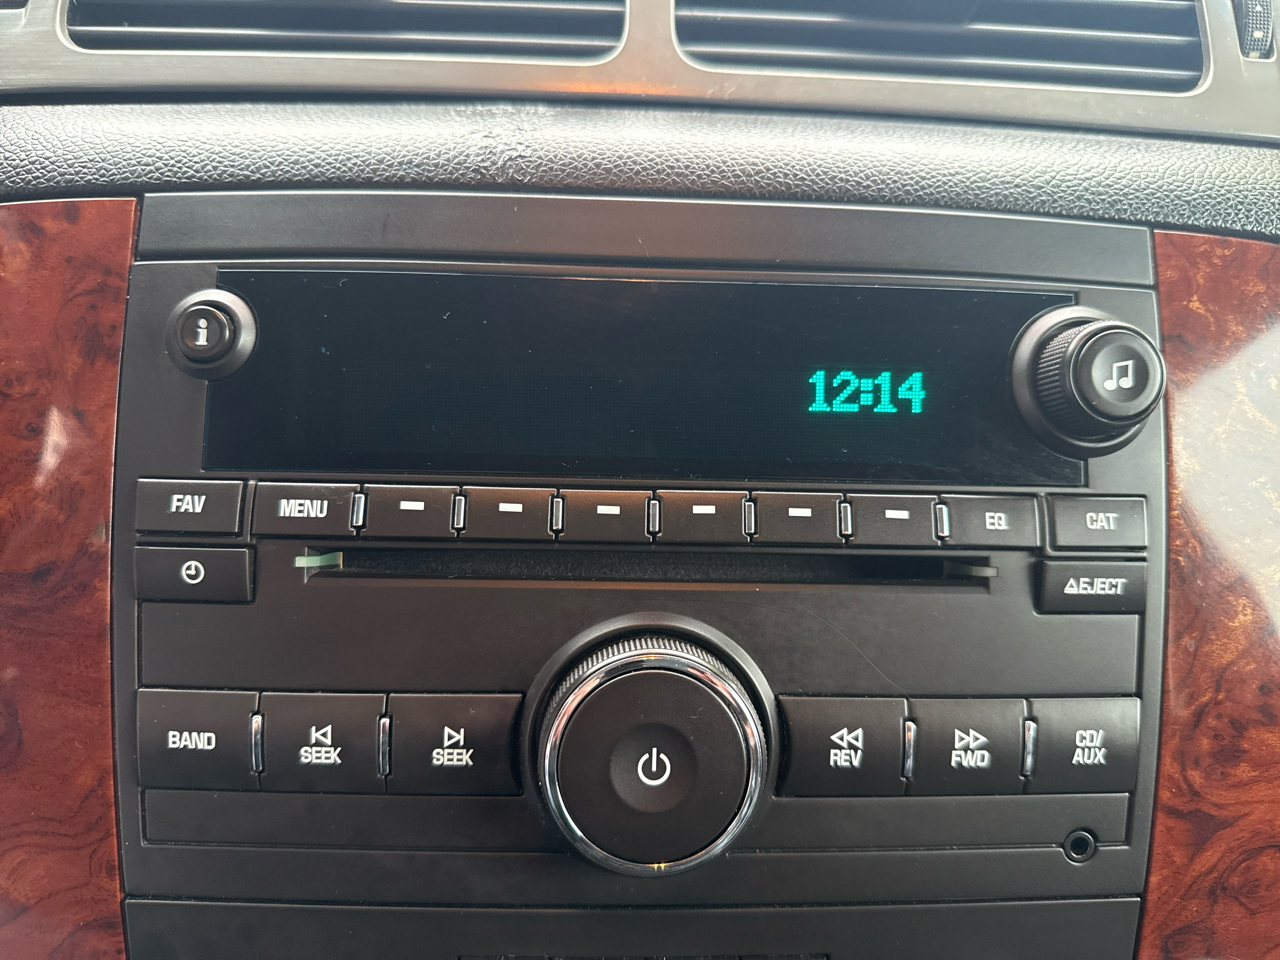 i
12:14
FAV
MENU
EQ
CAT
EJECT
BAND
SEEK
SEEK
REV
FWD
CD/
AUX